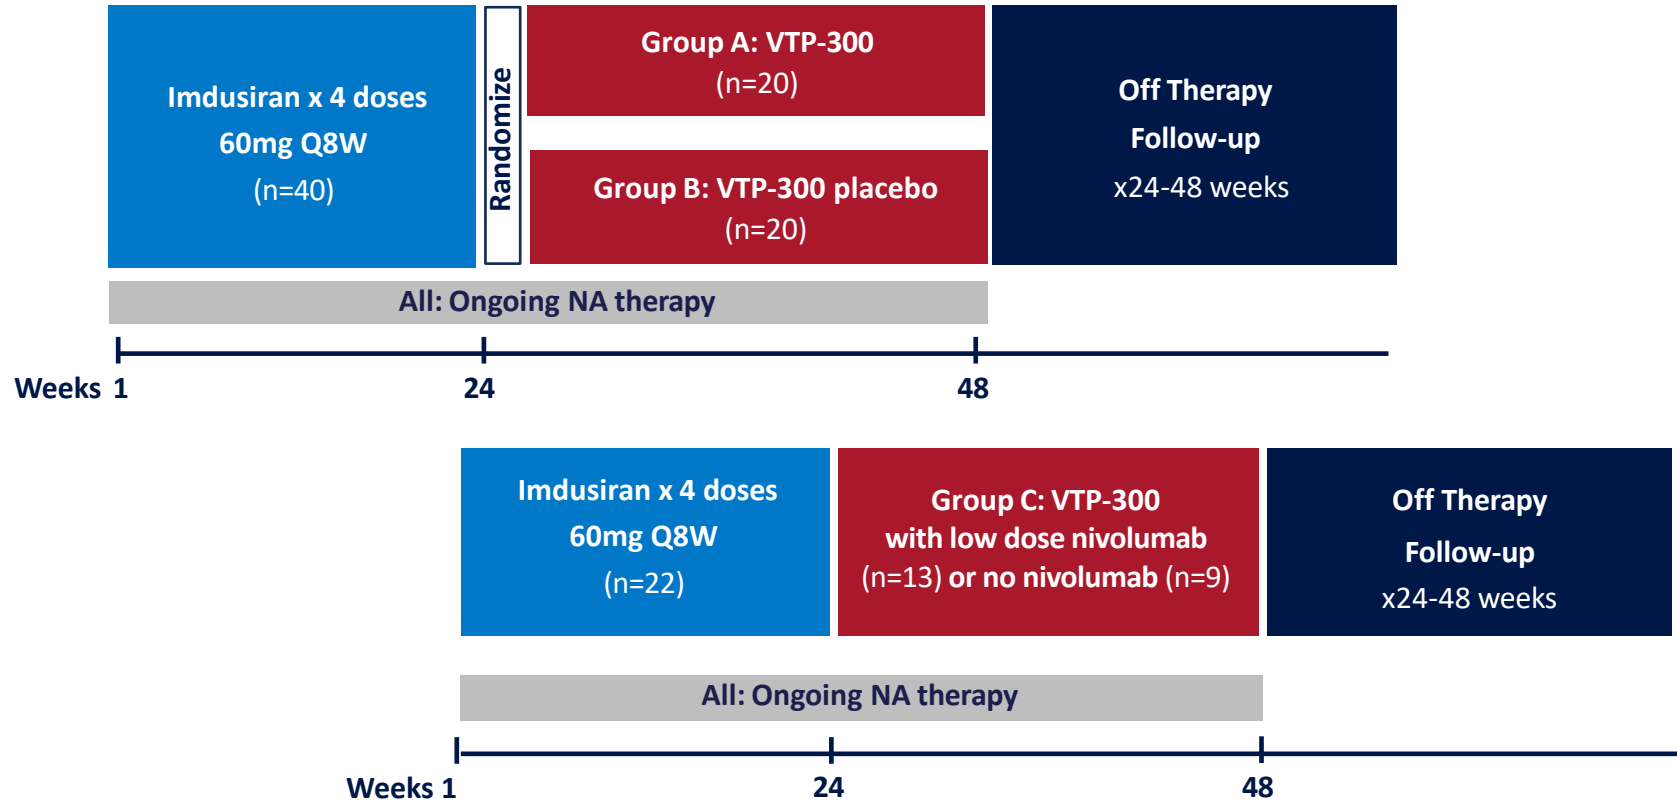 Imdusiran x 4 doses
60mg Q8W
(n=40)
Randomize
Group A: VTP-300
(n=20)
Group B: VTP-300 placebo
(n=20)
Off Therapy
Follow-up
x24-48 weeks
All: Ongoing NA therapy
Weeks 1 24 48
Imdusiran x 4 doses
60mg Q8W
(n=22)
Group C: VTP-300
with low dose nivolumab
(n=13) or no nivolumab (n=9)
Off Therapy
Follow-up
x24-48 weeks
All: Ongoing NA therapy
Weeks 1 24 48